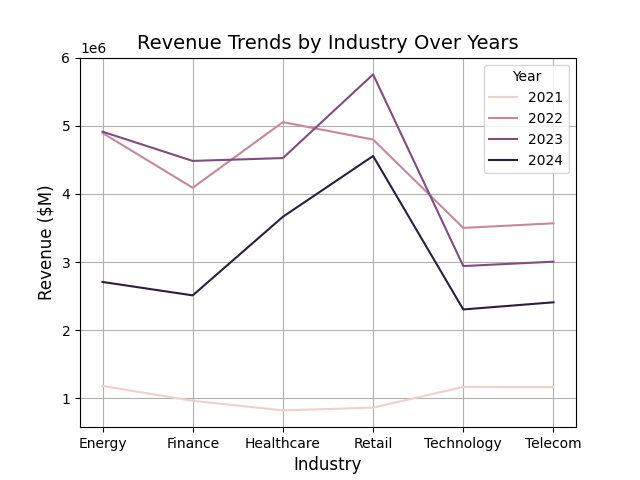 Revenue Trends by Industry Over Years
1e6
6
5
4
3
2
1
Revenue ($M)
Year
2021
2022
2023
2024
Energy Finance Healthcare Retail Technology Telecom
Industry